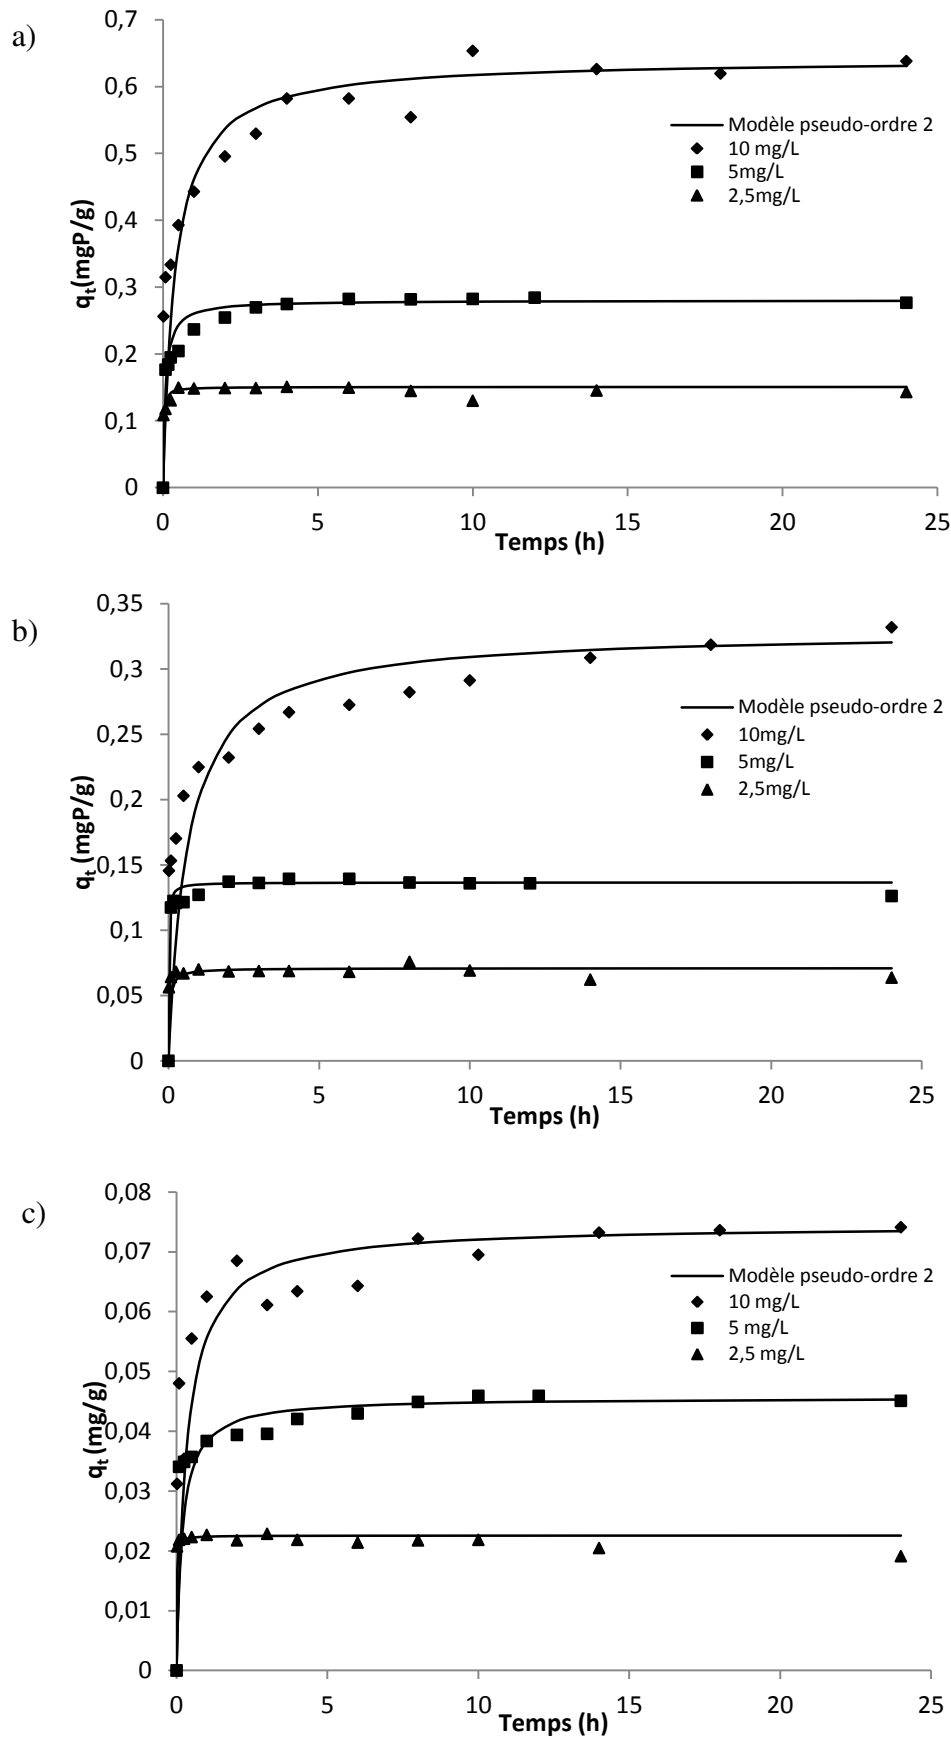 a)
0,7
0,6
0,5
0,4
0,3
0,2
0,1
0
qt(mgP/g)
Modèle pseudo-ordre 2
10 mg/L
5mg/L
2,5mg/L
0 5 10 15 20 25
Temps (h)
b)
0,35
0,3
0,25
0,2
0,15
0,1
0,05
0
qt (mgP/g)
Modèle pseudo-ordre 2
10mg/L
5mg/L
2,5mg/L
0 5 10 15 20 25
Temps (h)
c)
0,08
0,07
0,06
0,05
0,04
0,03
0,02
0,01
0
qt (mg/g)
Modèle pseudo-ordre 2
10 mg/L
5 mg/L
2,5 mg/L
0 5 10 15 20 25
Temps (h)